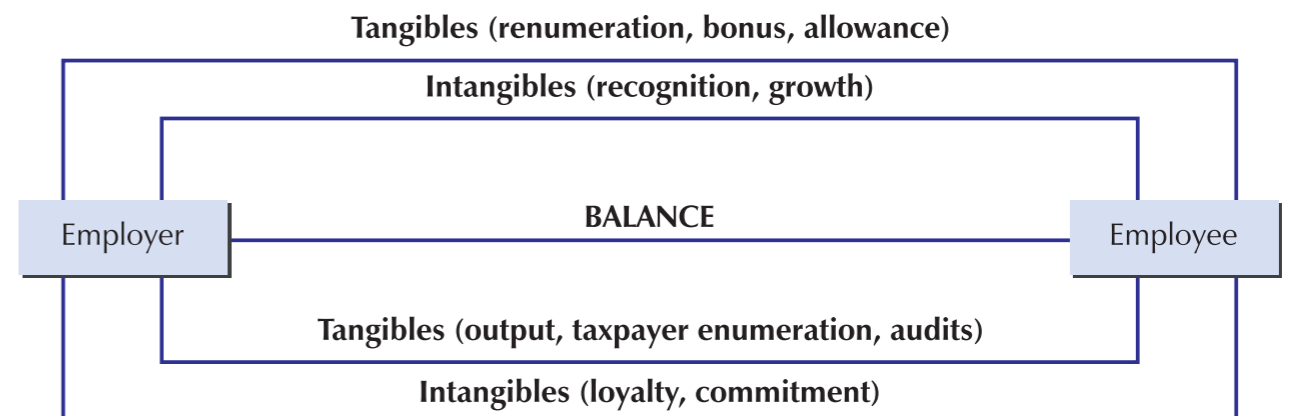 Tangibles (renumeration, bonus, allowance)
Intangibles (recognition, growth)
BALANCE
Employer
Employee
Tangibles (output, taxpayer enumeration, audits)
Intangibles (loyalty, commitment)